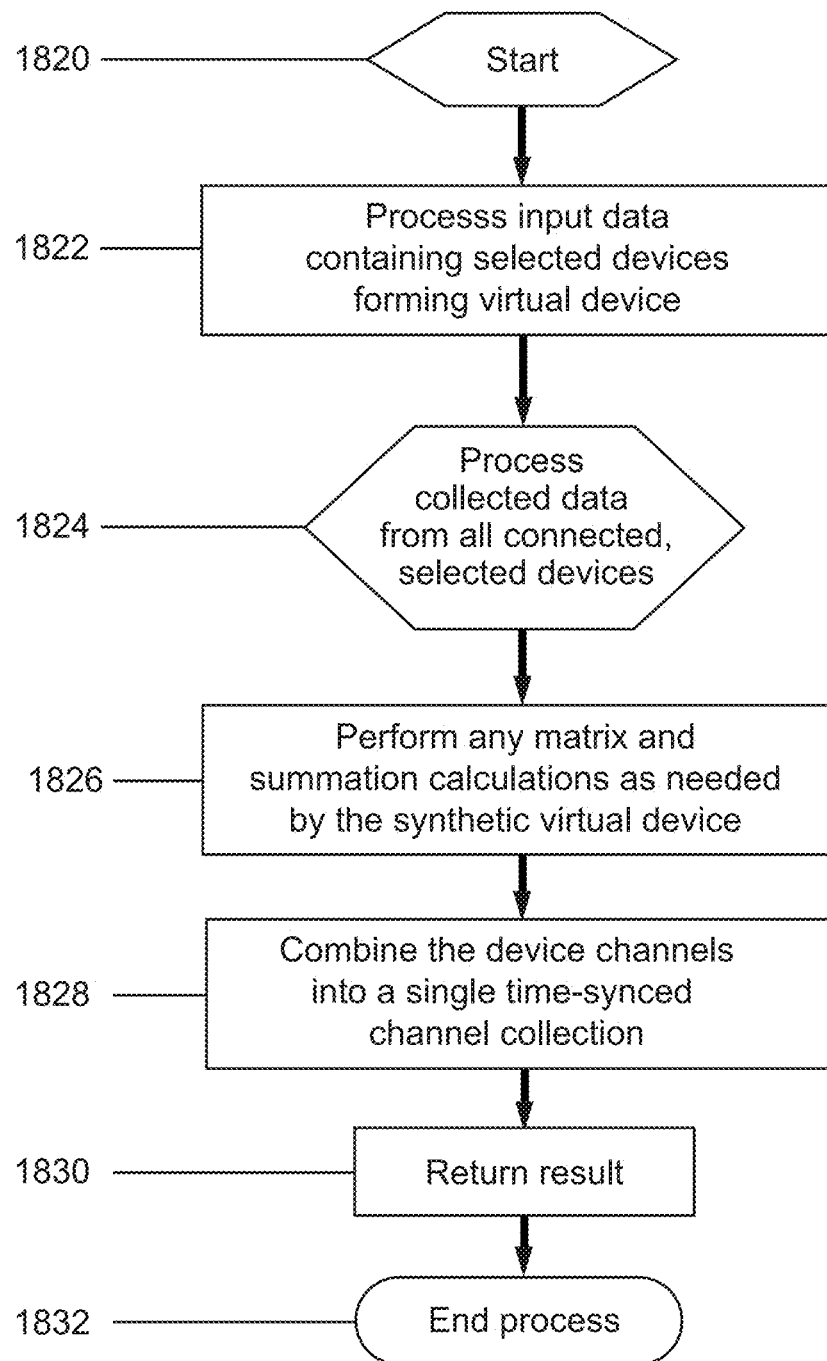 1820
Start
1822
Processs input data
containing selected devices
forming virtual device
1824
Process
collected data
from all connected,
selected devices
1826
Perform any matrix and
summation calculations as needed
by the synthetic virtual device
1828
Combine the device channels
into a single time-synced
channel collection
1830
Return result
1832
End process